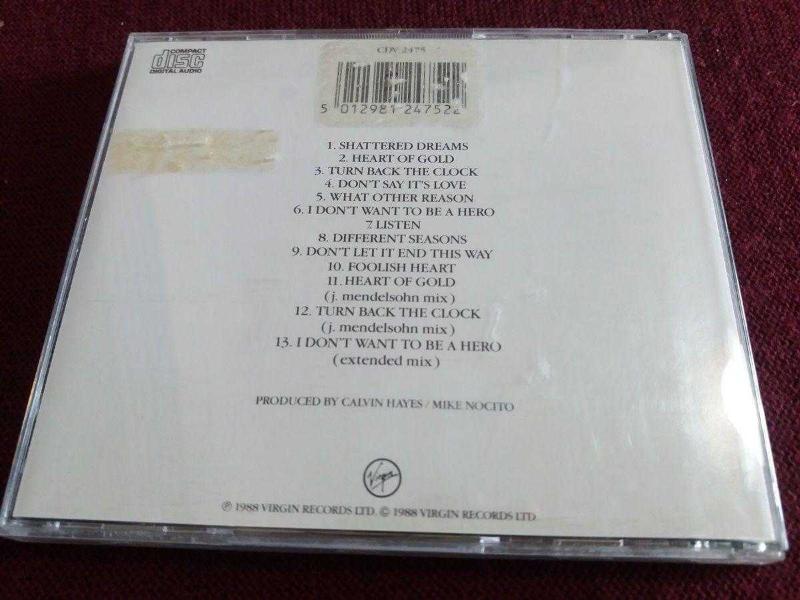 COMPACT
disc
DIGITAL AUDIO
CDV 2475
5 012981 247522
1. SHATTERED DREAMS
2. HEART OF GOLD
3. TURN BACK THE CLOCK
4. DON'T SAY IT'S LOVE
5. WHAT OTHER REASON
6. I DON'T WANT TO BE A HERO
7. LISTEN
8. DIFFERENT SEASONS
9. DON'T LET IT END THIS WAY
10. FOOLISH HEART
11. HEART OF GOLD
(j. mendelsohn mix)
12. TURN BACK THE CLOCK
(j. mendelsohn mix)
13. I DON'T WANT TO BE A HERO
(extended mix)
PRODUCED BY CALVIN HAYES / MIKE NOCITO
Virgin
℗ 1988 VIRGIN RECORDS LTD. © 1988 VIRGIN RECORDS LTD